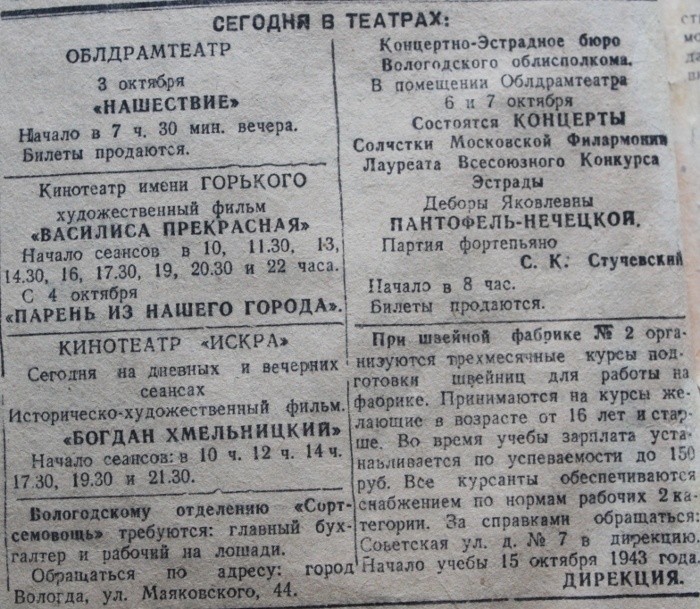 СЕГОДНЯ В ТЕАТРАХ:
ОБЛДРАМТЕАТР
3 октября
«НАШЕСТВИЕ»
Начало в 7 ч. 30 мин. вечера.
Билеты продаются.
Кинотеатр имени ГОРЬКОГО
художественный фильм
«ВАСИЛИСА ПРЕКРАСНАЯ»
Начало сеансов в 10, 11.30, 13,
14.30, 16, 17.30, 19, 20.30 и 22 часа.
С 4 октября
«ПАРЕНЬ ИЗ НАШЕГО ГОРОДА».
КИНОТЕАТР «ИСКРА»
Сегодня на дневных и вечерних
сеансах
Историческо-художественный фильм.
«БОГДАН ХМЕЛЬНИЦКИЙ»
Начало сеансов: в 10 ч. 12 ч. 14 ч.
17.30, 19.30 и 21.30.
Вологодскому отделению «Сорт-
семовощь» требуются: главный бух-
галтер и рабочий на лошади.
Обращаться по адресу: город
Вологда, ул. Маяковского, 44.
Концертно-Эстрадное бюро
Вологодского облисполкома.
В помещении Облдрамтеатра
6 и 7 октября
Состоятся КОНЦЕРТЫ
Солистки Московской Филармонии
Лауреата Всесоюзного Конкурса
Эстрады
Деборы Яковлевны
ПАНТОФЕЛЬ-НЕЧЕЦКОЙ.
Партия фортепьяно
С. К. Стучевский
Начало в 8 час.
Билеты продаются.
При швейной фабрике № 2 орга-
низуются трехмесячные курсы под-
готовки швейниц для работы на
фабрике. Принимаются на курсы же-
лающие в возрасте от 16 лет и стар-
ше. Во время учебы зарплата уста-
навливается по успеваемости до 150
руб. Все курсанты обеспечиваются
снабжением по нормам рабочих 2 ка-
тегории. За справками обращаться:
Советская ул. д. № 7 в дирекцию.
Начало учебы 15 октября 1943 года.
ДИРЕКЦИЯ.